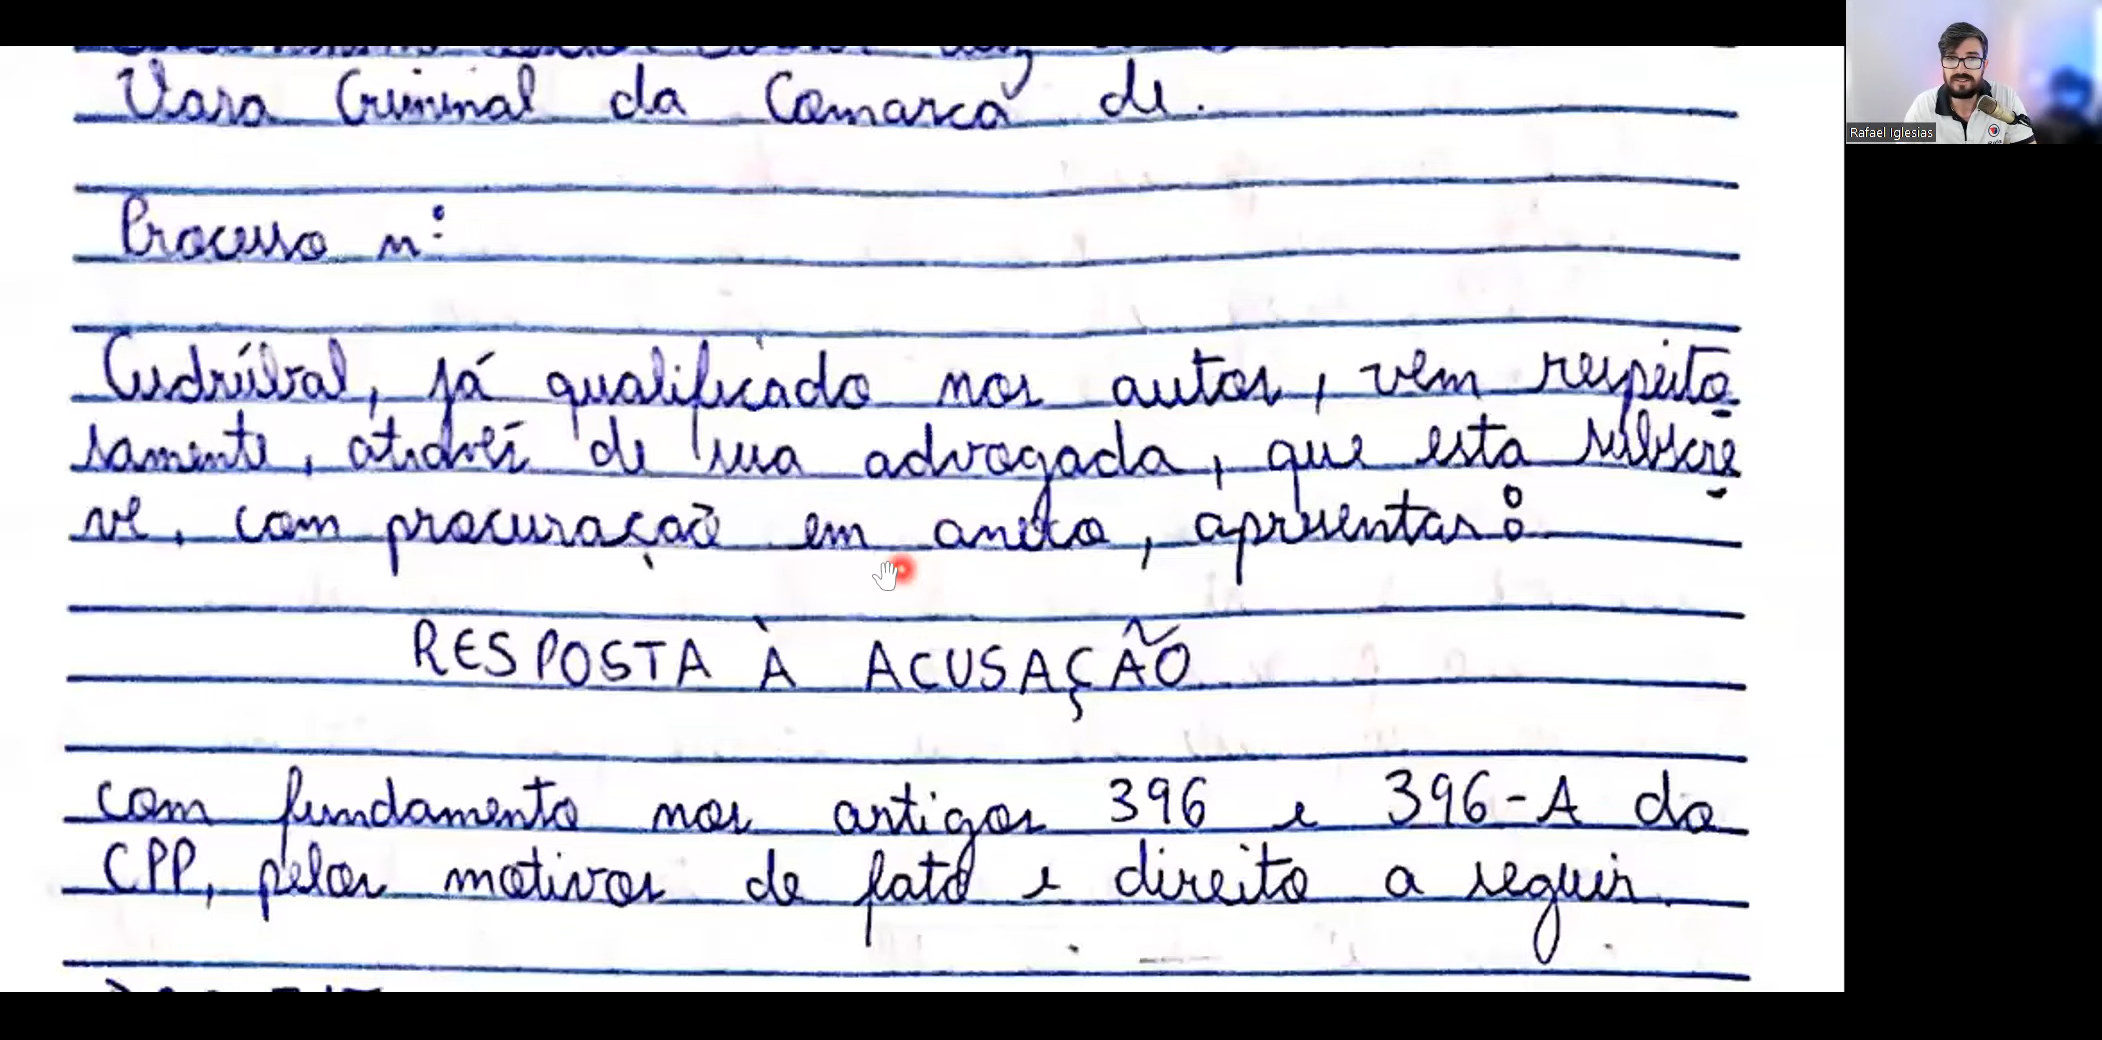 Vara Criminal da Comarca de.
Processo nº:
já qualificado nos autos, vem respeito
samente, através de sua advogada, que esta subscre
ve, com procuração em anexo, apresentar:
RESPOSTA À ACUSAÇÃO
com fundamento nos artigos 396 e 396-A do
CPP, pelos motivos de fato e direito a seguir.
Rafael Iglesias